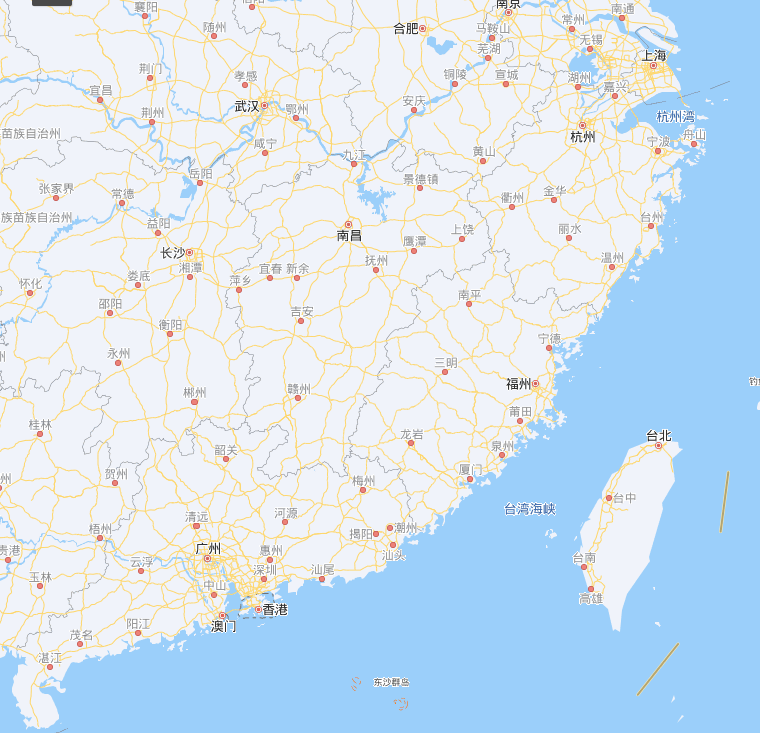 南京
襄阳
随州
合肥
马鞍山
常州
南通
无锡
芜湖
上海
荆门
孝感
铜陵
宣城
湖州
嘉兴
宜昌
武汉
鄂州
安庆
荆州
杭州湾
苗族自治州
咸宁
杭州
宁波
舟山
九江
黄山
岳阳
景德镇
张家界
常德
衢州
金华
族苗族自治州
益阳
台州
上饶
丽水
南昌
鹰潭
长沙
湘潭
抚州
温州
娄底
宜春
新余
萍乡
怀化
南平
邵阳
吉安
衡阳
宁德
州
永州
三明
福州
钓
郴州
赣州
莆田
桂林
龙岩
台北
韶关
泉州
厦门
贺州
州
梅州
台中
台湾海峡
清远
河源
梧州
揭阳
潮州
广州
贵港
惠州
汕头
台南
云浮
深圳
汕尾
玉林
中山
高雄
香港
澳门
阳江
茂名
湛江
东沙群岛